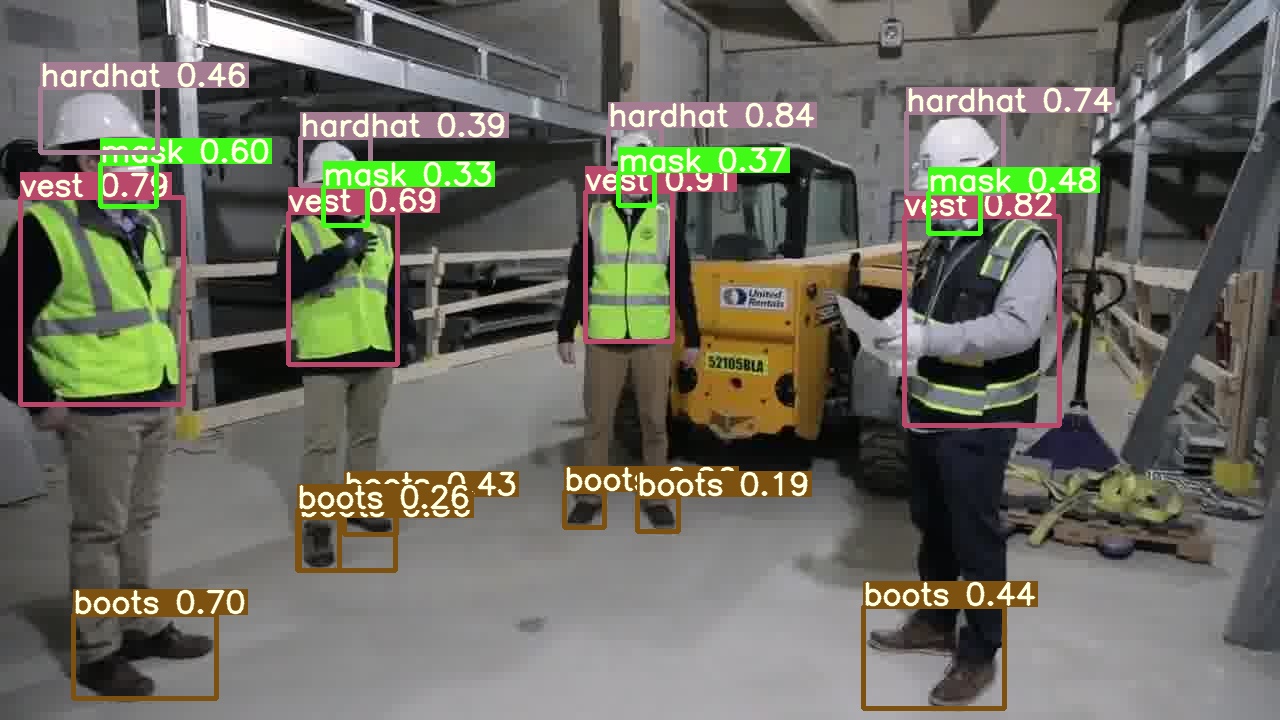 hardhat 0.46
hardhat 0.84
hardhat 0.74
hardhat 0.39
mask 0.60
mask 0.37
mask 0.33
mask 0.48
vest 0.79
vest 0.69
vest 0.91
vest 0.82
United
Rentals
52105BLA
boots 0.43
boots 0.26
boots
boots 0.19
boots 0.70
boots 0.44